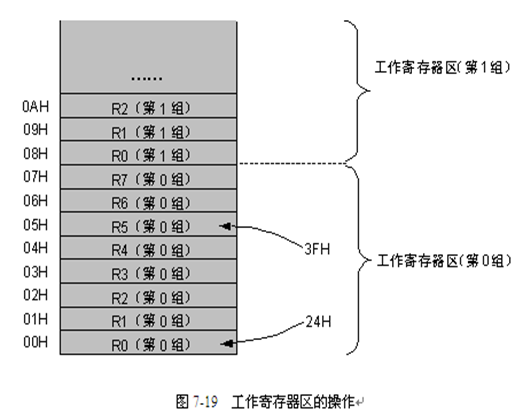 工作寄存器区(第1组)
……
0AH R2（第1组）
09H R1（第1组）
08H R0（第1组）
07H R7（第0组）
06H R6（第0组）
05H R5（第0组）
04H R4（第0组）
3FH
工作寄存器区(第0组)
03H R3（第0组）
02H R2（第0组）
01H R1（第0组）
24H
00H R0（第0组）
图7-19 工作寄存器区的操作↵